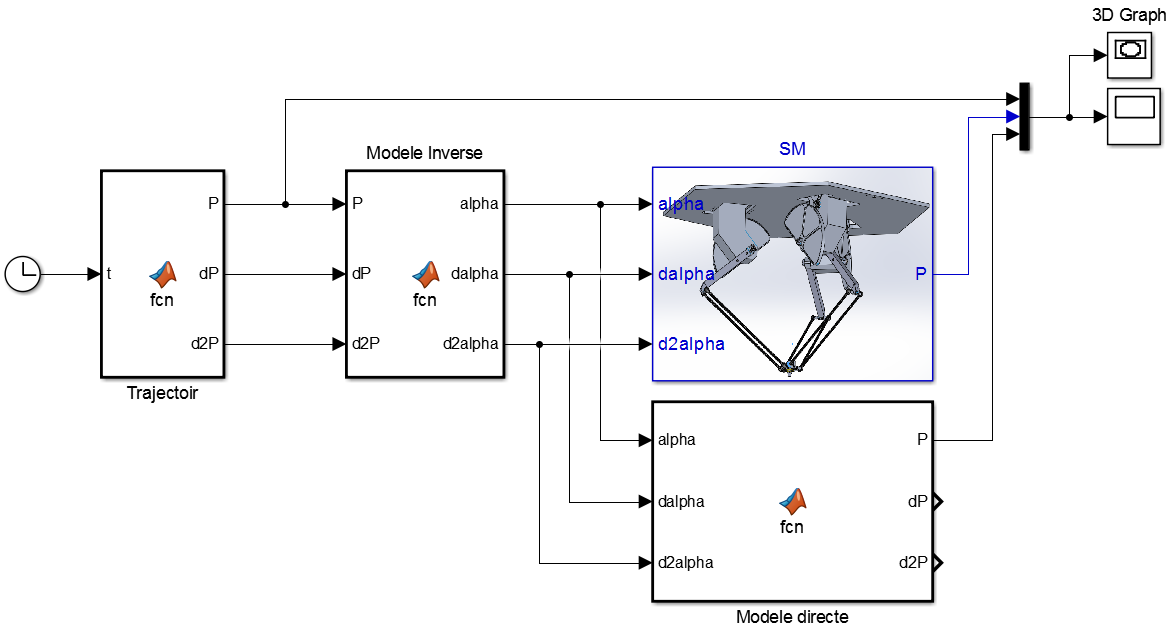 3D Graph
Modele Inverse
SM
P
P
alpha
alpha
t
dP
dP
dalpha
dalpha
P
fcn
fcn
d2P
d2P
d2alpha
d2alpha
Trajectoir
alpha
P
dalpha
dP
fcn
d2alpha
d2P
Modele directe